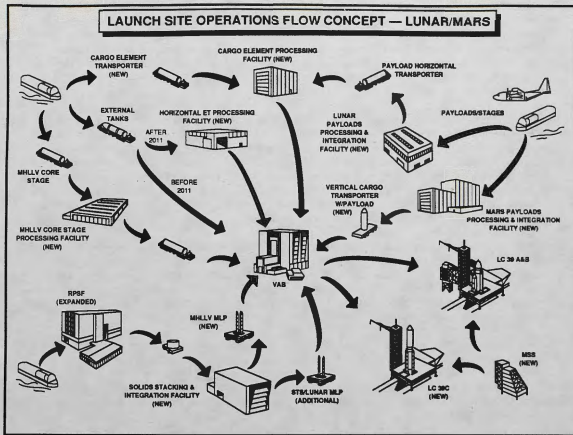 LAUNCH SITE OPERATIONS FLOW CONCEPT — LUNAR/MARS
CARGO ELEMENT
TRANSPORTER
(NEW)
CARGO ELEMENT PROCESSING
FACILITY (NEW)
PAYLOAD HORIZONTAL
TRANSPORTER
EXTERNAL
TANKS
AFTER
2011
HORIZONTAL ET PROCESSING
FACILITY (NEW)
LUNAR
PAYLOADS
PROCESSING &
INTEGRATION
FACILITY (NEW)
PAYLOADS/STAGES
MHLLV CORE
STAGE
BEFORE
2011
VERTICAL CARGO
TRANSPORTER
W/PAYLOAD
(NEW)
MARS PAYLOADS
PROCESSING &
INTEGRATION
FACILITY (NEW)
MHLLV CORE STAGE
PROCESSING FACILITY
(NEW)
VAB
LC 39 A&B
RPSF
(EXPANDED)
MHLLV MLP
(NEW)
SOLIDS STACKING &
INTEGRATION FACILITY
(NEW)
STS/LUNAR MLP
(ADDITIONAL)
LC 39C
(NEW)
MSS
(NEW)